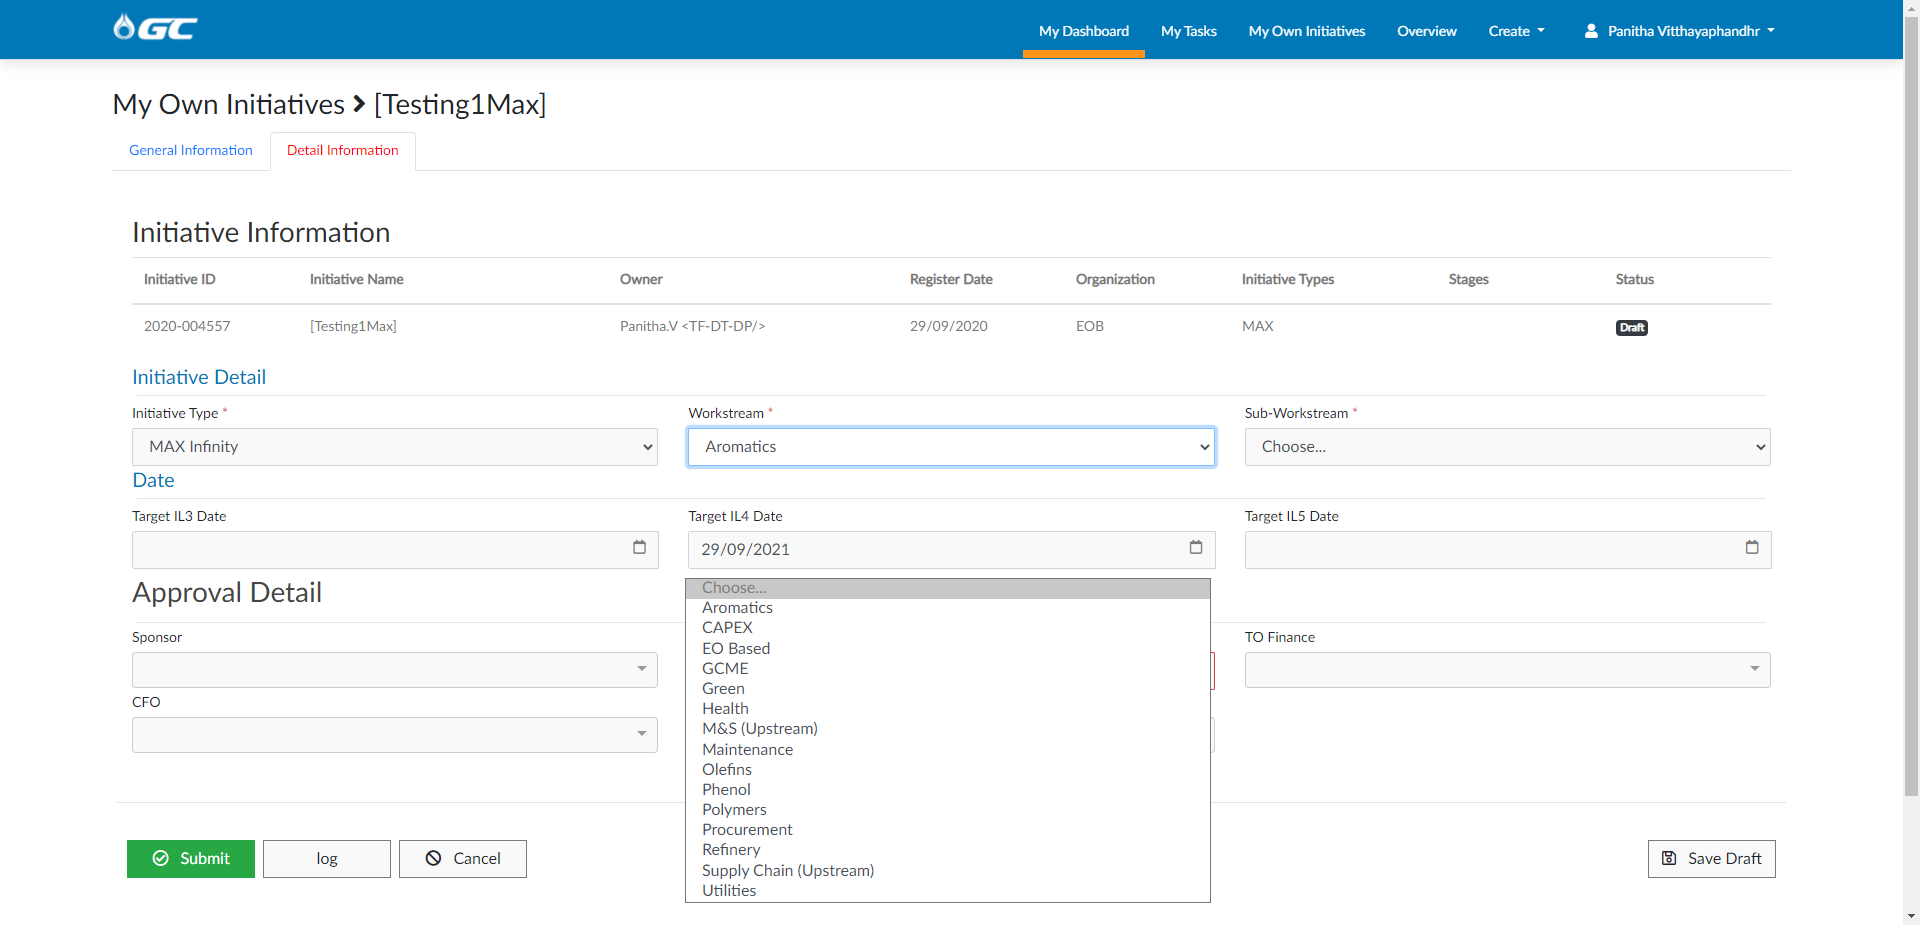 GC
My Dashboard My Tasks My Own Initiatives Overview Create Panitha Vitthayaphandhr
My Own Initiatives > [Testing1Max]
General Information Detail Information
Initiative Information
Initiative ID Initiative Name Owner Register Date Organization Initiative Types Stages Status
2020-004557 [Testing1Max] Panitha.V <TF-DT-DP/> 29/09/2020 EOB MAX Draft
Initiative Detail
Initiative Type * Workstream * Sub-Workstream *
MAX Infinity Aromatics Choose...
Date
Target IL3 Date Target IL4 Date Target IL5 Date
29/09/2021
Approval Detail
Sponsor TO Finance
CFO
Choose...
Aromatics
CAPEX
EO Based
GCME
Green
Health
M&S (Upstream)
Maintenance
Olefins
Phenol
Polymers
Procurement
Refinery
Supply Chain (Upstream)
Utilities
Submit log Cancel Save Draft